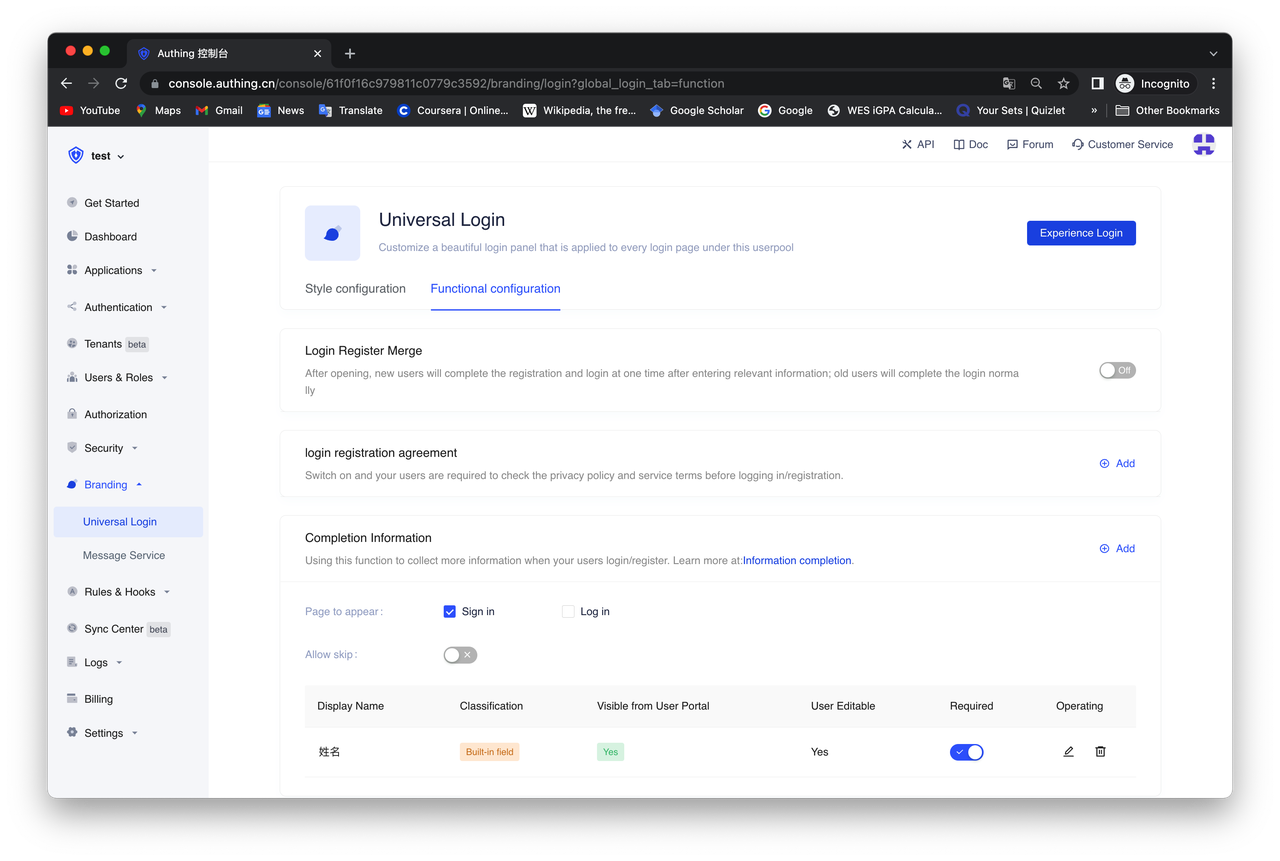 Authing 控制台
console.authing.cn/console/61f0f16c979811c0779c3592/branding/login?global_login_tab=function
Incognito
YouTube
Maps
Gmail
News
Translate
Coursera | Online...
Wikipedia, the fre...
Google Scholar
Google
WES iGPA Calcula...
Your Sets | Quizlet
»
Other Bookmarks
test
API
Doc
Forum
Customer Service
Get Started
Dashboard
Applications
Authentication
Tenants beta
Users & Roles
Authorization
Security
Branding
Universal Login
Message Service
Rules & Hooks
Sync Center beta
Logs
Billing
Settings
Universal Login
Customize a beautiful login panel that is applied to every login page under this userpool
Experience Login
Style configuration
Functional configuration
Login Register Merge
After opening, new users will complete the registration and login at one time after entering relevant information; old users will complete the login norma
lly
Off
login registration agreement
Switch on and your users are required to check the privacy policy and service terms before logging in/registration.
Add
Completion Information
Using this function to collect more information when your users login/register. Learn more at:Information completion.
Add
Page to appear:
Sign in
Log in
Allow skip:
Display Name
Classification
Visible from User Portal
User Editable
Required
Operating
姓名
Built-in field
Yes
Yes